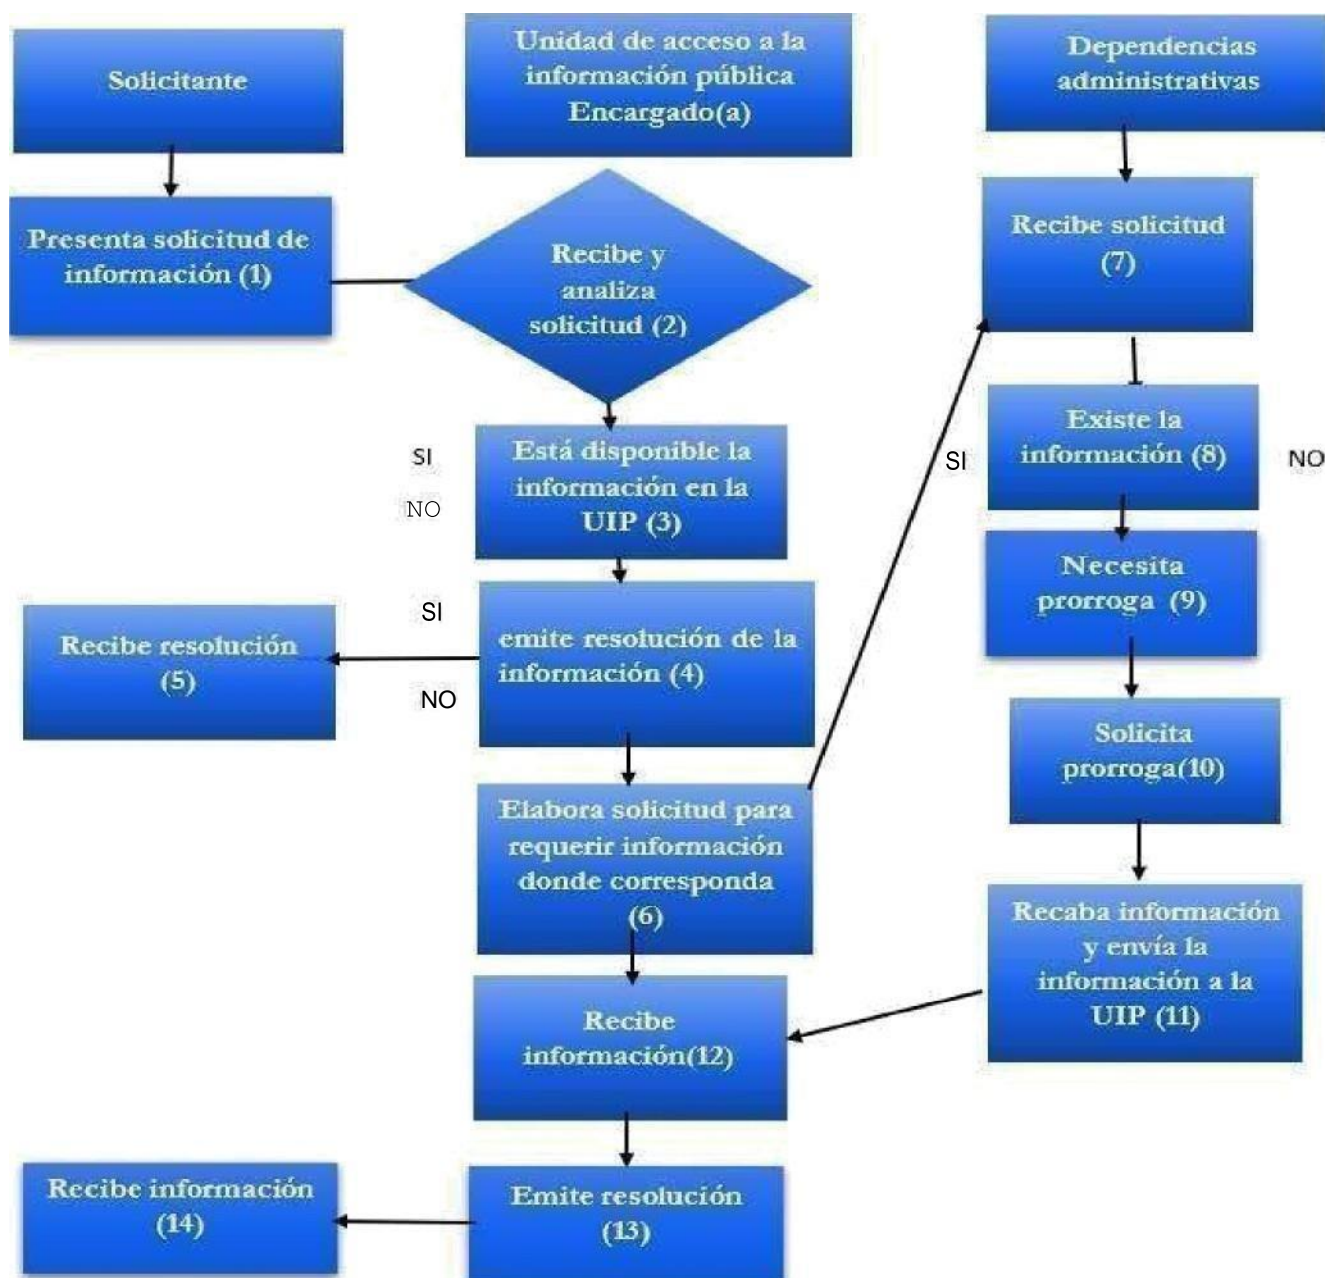 Solicitante
Unidad de acceso a la
información pública
Encargado(a)
Dependencias
administrativas
Presenta solicitud de
información (1)
Recibe y
analiza
solicitud (2)
Recibe solicitud
(7)
SI
NO
Está disponible la
información en la
UIP (3)
SI
Existe la
información (8)
NO
Necesita
prorroga (9)
Recibe resolución
(5)
SI
NO
emite resolución de la
información (4)
Solicita
prorroga(10)
Elabora solicitud para
requerir información
donde corresponda
(6)
Recaba información
y envía la
información a la
UIP (11)
Recibe
información(12)
Recibe información
(14)
Emite resolución
(13)